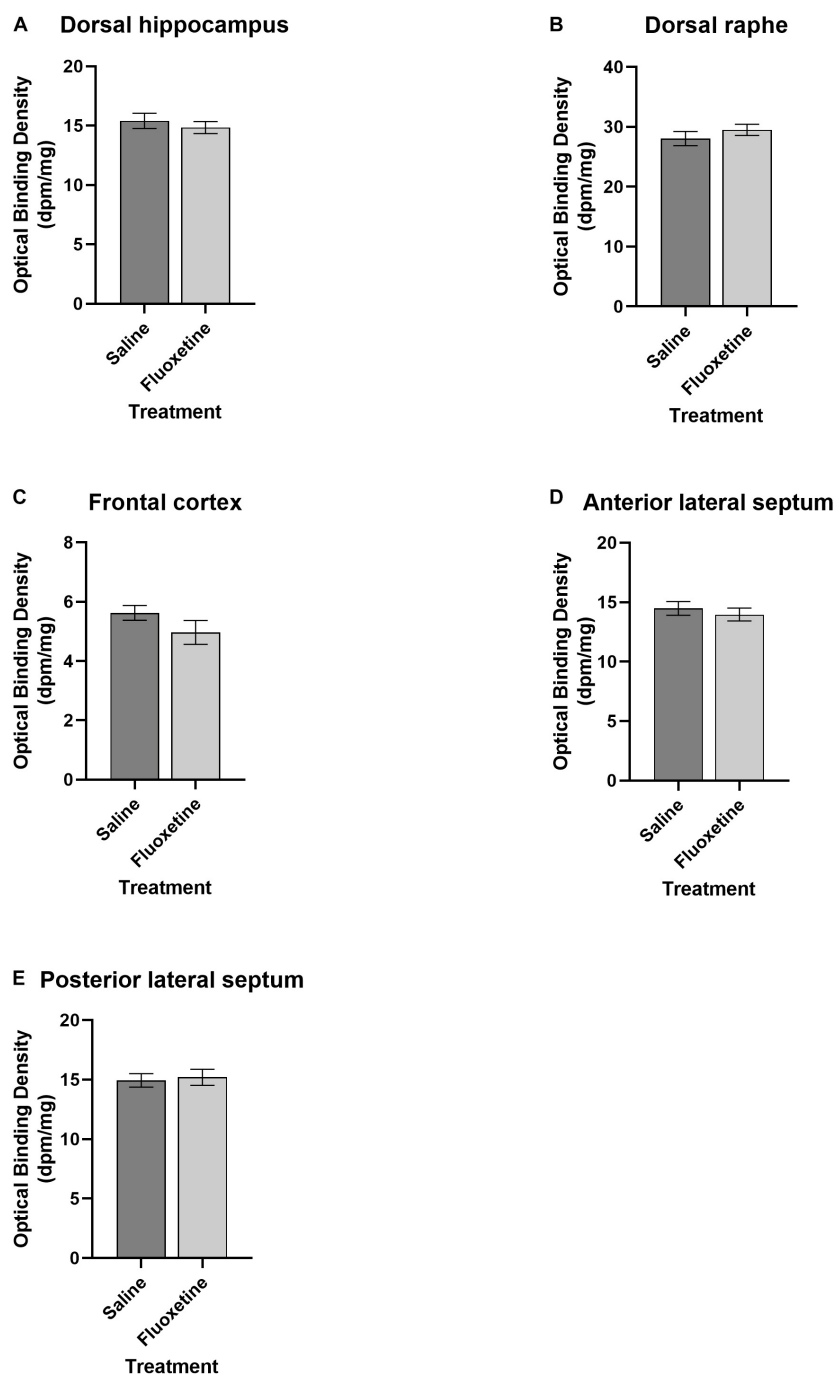 A Dorsal hippocampus
Optical Binding Density
(dpm/mg)
20
15
10
5
0
Saline
Fluoxetine
Treatment
B Dorsal raphe
Optical Binding Density
(dpm/mg)
40
30
20
10
0
Saline
Fluoxetine
Treatment
C Frontal cortex
Optical Binding Density
(dpm/mg)
8
6
4
2
0
Saline
Fluoxetine
Treatment
D Anterior lateral septum
Optical Binding Density
(dpm/mg)
20
15
10
5
0
Saline
Fluoxetine
Treatment
E Posterior lateral septum
Optical Binding Density
(dpm/mg)
20
15
10
5
0
Saline
Fluoxetine
Treatment